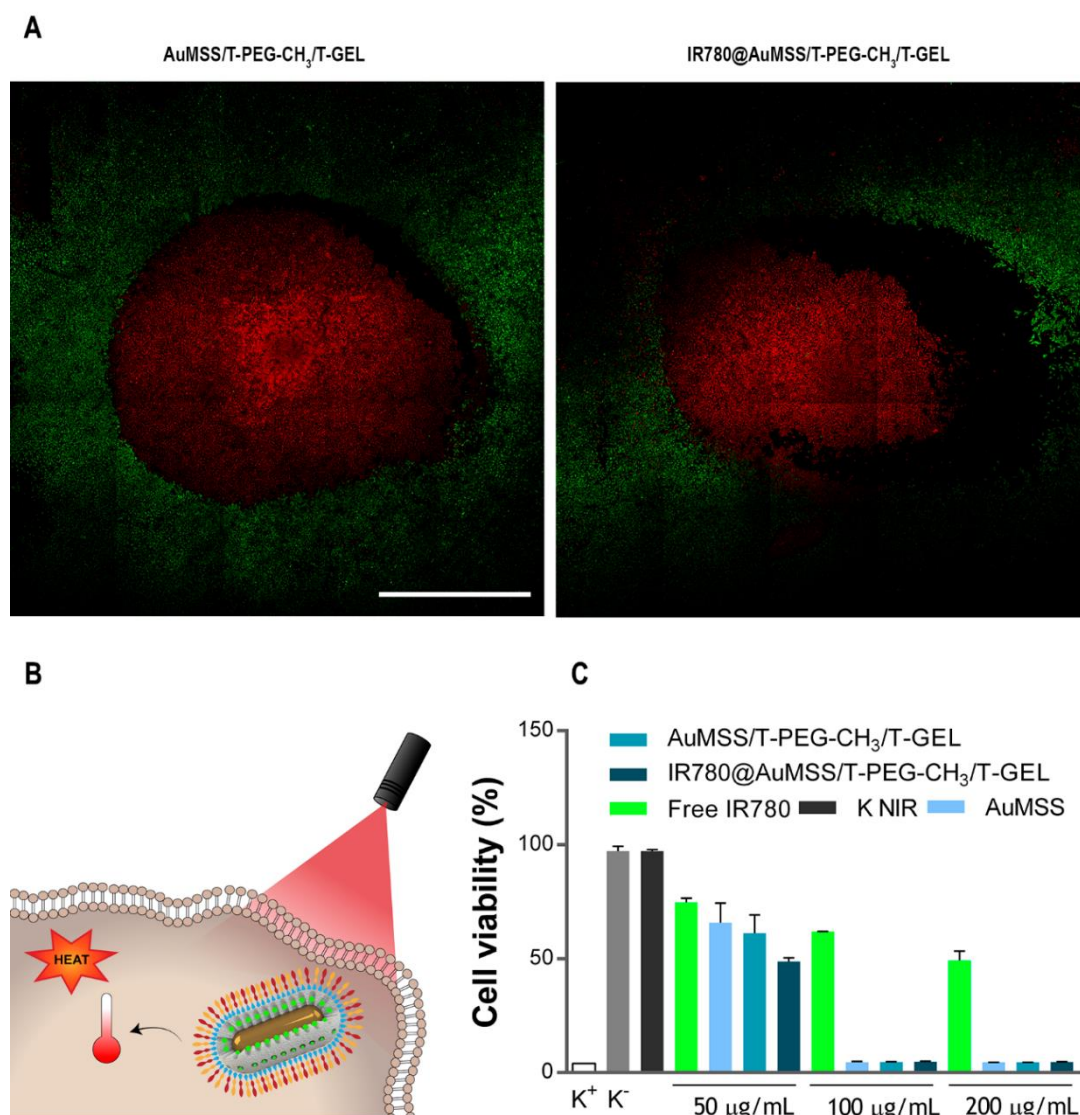 A
AuMSS/T-PEG-CH₃/T-GEL
IR780@AuMSS/T-PEG-CH₃/T-GEL
B
HEAT
C
Cell viability (%)
150
100
50
0
AuMSS/T-PEG-CH₃/T-GEL
IR780@AuMSS/T-PEG-CH₃/T-GEL
Free IR780 K NIR AuMSS
K⁺ K⁻
50 µg/mL 100 µg/mL 200 µg/mL